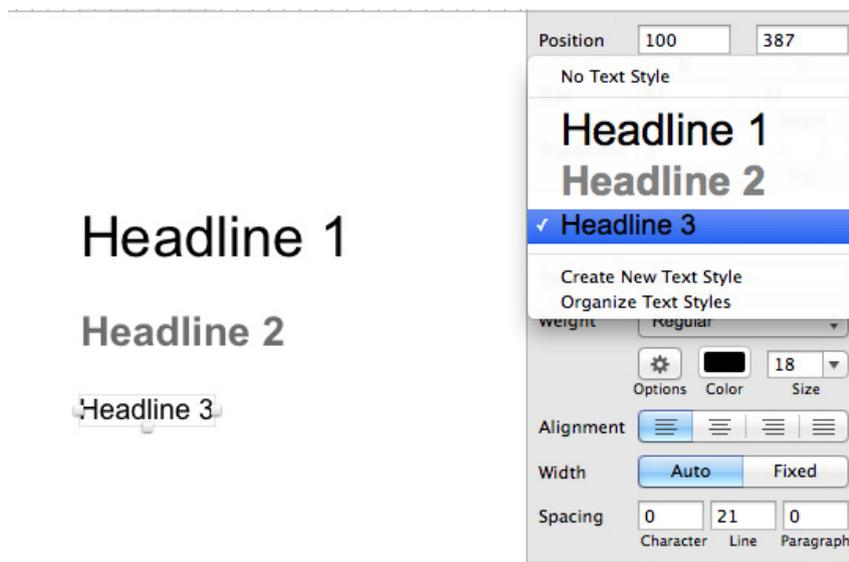 Position 100 387
No Text Style
Headline 1
Headline 2
Headline 3
Create New Text Style
Organize Text Styles
Weight Regular
18
Options Color Size
Alignment
Width Auto Fixed
Spacing 0 21 0
Character Line Paragraph
Headline 1
Headline 2
Headline 3